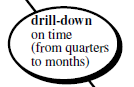 drill-down
on time
(from quarters
to months)